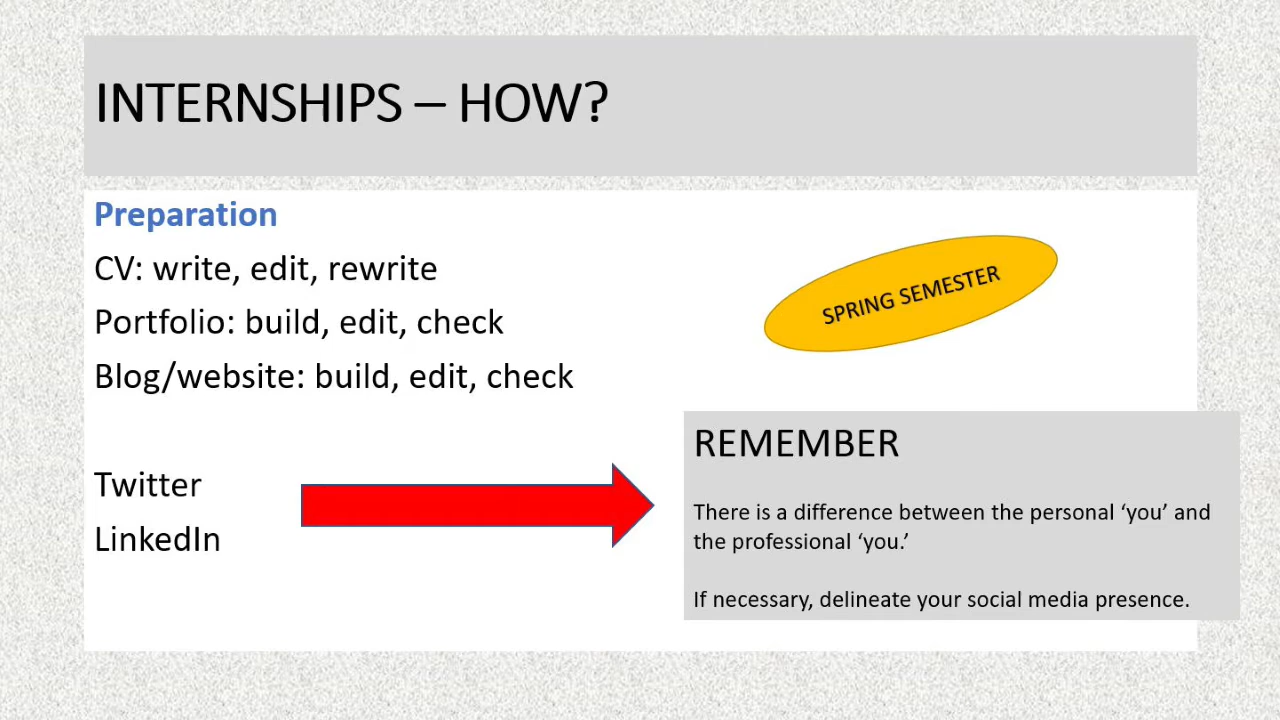 INTERNSHIPS – HOW?
Preparation
CV: write, edit, rewrite
Portfolio: build, edit, check
Blog/website: build, edit, check
SPRING SEMESTER
Twitter
LinkedIn
REMEMBER
There is a difference between the personal ‘you’ and
the professional ‘you.’
If necessary, delineate your social media presence.